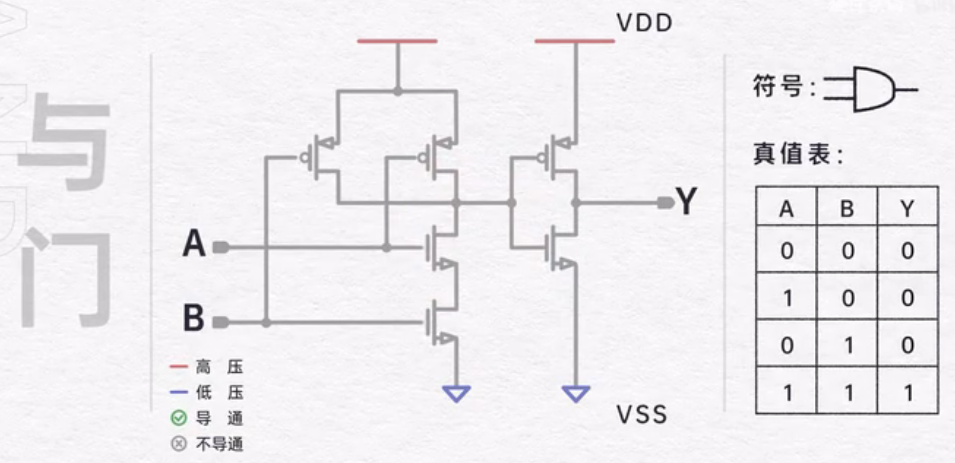 与门
VDD
A
B
Y
高 压
低 压
导 通
不导通
VSS
符号:
真值表:
A B Y
0 0 0
1 0 0
0 1 0
1 1 1